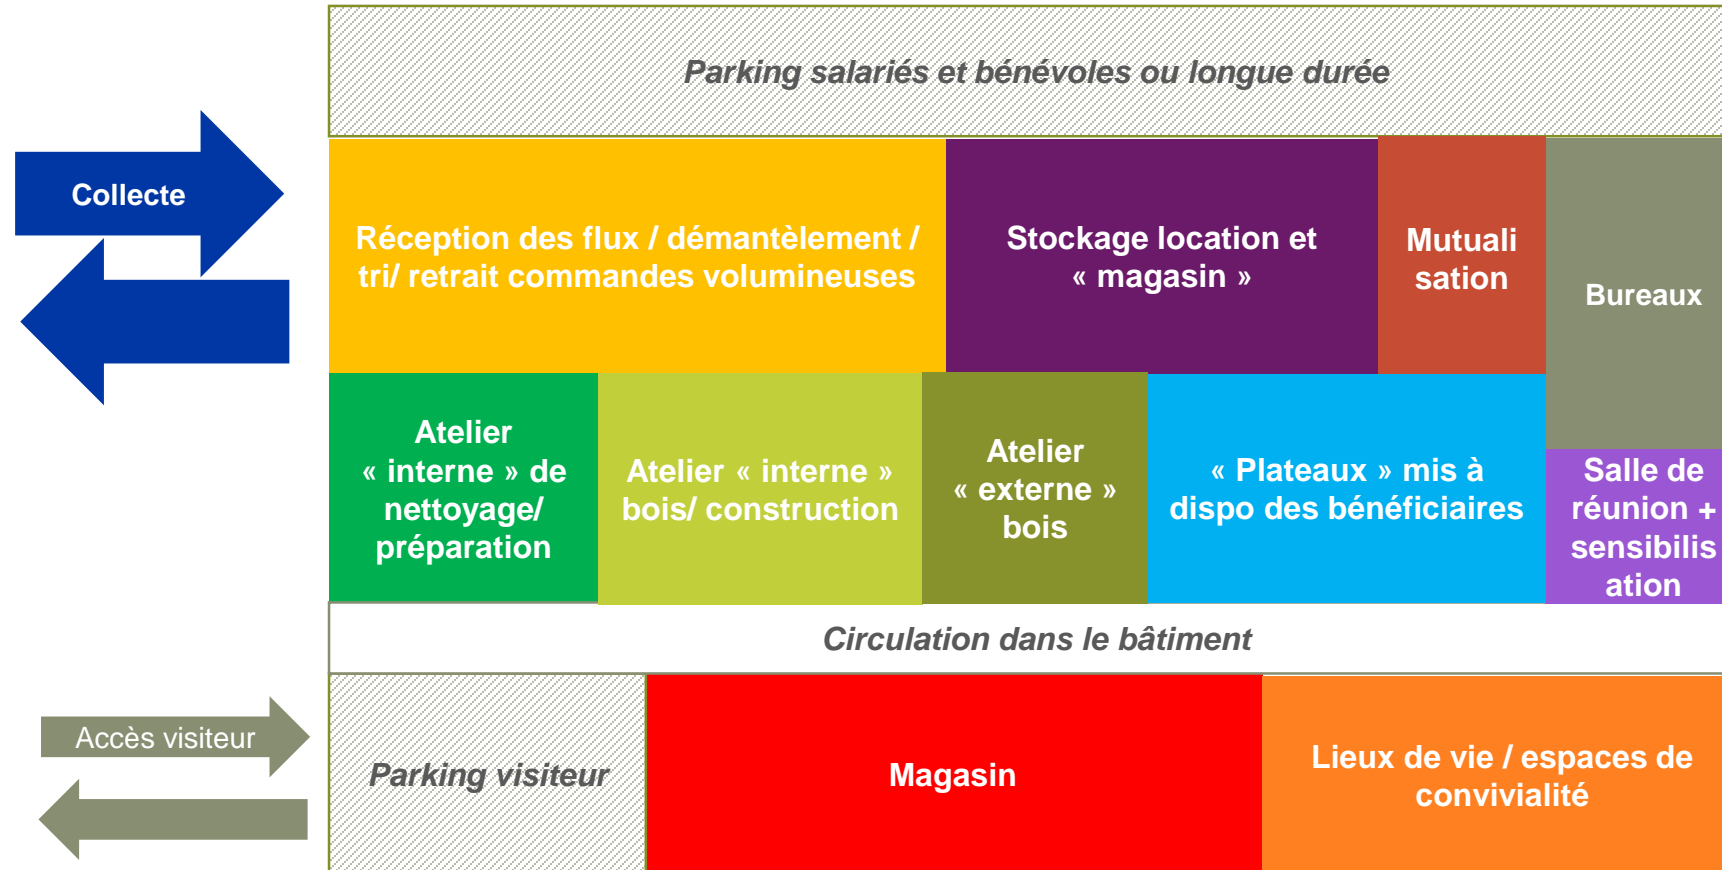 Parking salariés et bénévoles ou longue durée
Collecte
Réception des flux / démantèlement /
tri/ retrait commandes volumineuses
Stockage location et
« magasin »
Mutuali
sation
Bureaux
Atelier
« interne » de
nettoyage/
préparation
Atelier « interne »
bois/ construction
Atelier
« externe »
bois
« Plateaux » mis à
dispo des bénéficiaires
Salle de
réunion +
sensibilis
ation
Circulation dans le bâtiment
Accès visiteur
Parking visiteur
Magasin
Lieux de vie / espaces de
convivialité